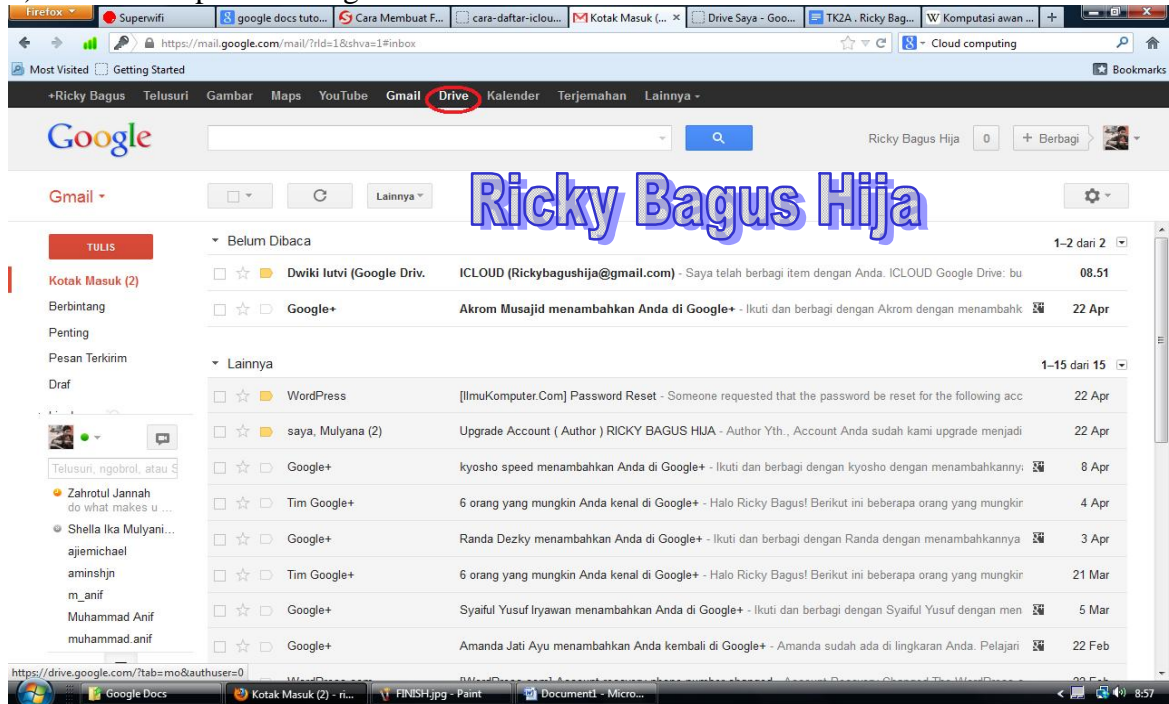 Firefox
Superwifi
google docs tuto...
Cara Membuat F...
cara-daftar-iclou...
Kotak Masuk (... ×
Drive Saya - Goo...
TK2A . Ricky Bag...
Komputasi awan ...
https://mail.google.com/mail/?rld=1&shva=1#inbox
Cloud computing
Most Visited Getting Started
Bookmarks
+Ricky Bagus Telusuri Gambar Maps YouTube Gmail Drive Kalender Terjemahan Lainnya
Google
Ricky Bagus Hija 0 + Berbagi
Gmail
Lainnya
Ricky Bagus Hija
TULIS
Kotak Masuk (2)
Berbintang
Penting
Pesan Terkirim
Draf
Telusuri, ngobrol, atau S
Zahrotul Jannah
do what makes u ...
Shella Ika Mulyani...
ajiemichael
aminshjn
m_anif
Muhammad Anif
muhammad.anif
Belum Dibaca 1–2 dari 2
Dwiki lutvi (Google Driv. ICLOUD (Rickybagushija@gmail.com) - Saya telah berbagi item dengan Anda. ICLOUD Google Drive: bu 08.51
Google+ Akrom Musajid menambahkan Anda di Google+ - Ikuti dan berbagi dengan Akrom dengan menambahk 22 Apr
Lainnya 1–15 dari 15
WordPress [IlmuKomputer.Com] Password Reset - Someone requested that the password be reset for the following acc 22 Apr
saya, Mulyana (2) Upgrade Account ( Author ) RICKY BAGUS HIJA - Author Yth., Account Anda sudah kami upgrade menjadi 22 Apr
Google+ kyosho speed menambahkan Anda di Google+ - Ikuti dan berbagi dengan kyosho dengan menambahkanny 8 Apr
Tim Google+ 6 orang yang mungkin Anda kenal di Google+ - Halo Ricky Bagus! Berikut ini beberapa orang yang mungkin 4 Apr
Google+ Randa Dezky menambahkan Anda di Google+ - Ikuti dan berbagi dengan Randa dengan menambahkannya 3 Apr
Tim Google+ 6 orang yang mungkin Anda kenal di Google+ - Halo Ricky Bagus! Berikut ini beberapa orang yang mungkin 21 Mar
Google+ Syaiful Yusuf Iryawan menambahkan Anda di Google+ - Ikuti dan berbagi dengan Syaiful Yusuf dengan men 5 Mar
Google+ Amanda Jati Ayu menambahkan Anda kembali di Google+ - Amanda sudah ada di lingkaran Anda. Pelajari 22 Feb
https://drive.google.com/?tab=mo&authuser=0
Google Docs
Kotak Masuk (2) - ri...
FINISH.jpg - Paint
Document1 - Micro...
8:57